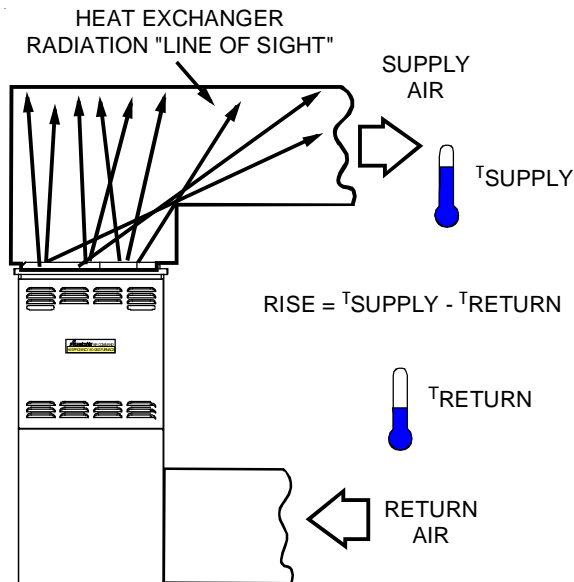 HEAT EXCHANGER
RADIATION "LINE OF SIGHT"
SUPPLY
AIR
TSUPPLY
RISE = TSUPPLY - TRETURN
TRETURN
RETURN
AIR